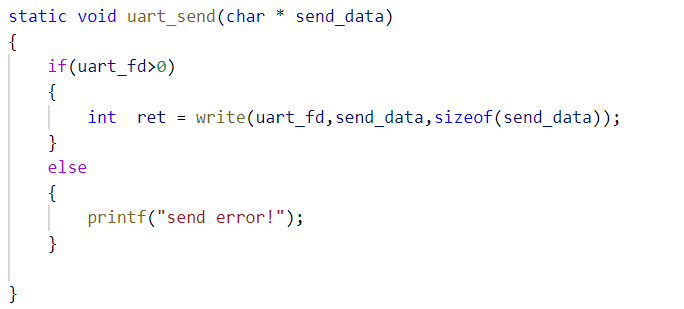 static void uart_send(char * send_data)
{
    if(uart_fd>0)
    {
        int  ret = write(uart_fd,send_data,sizeof(send_data));
    }
    else
    {
        printf("send error!");
    }

}